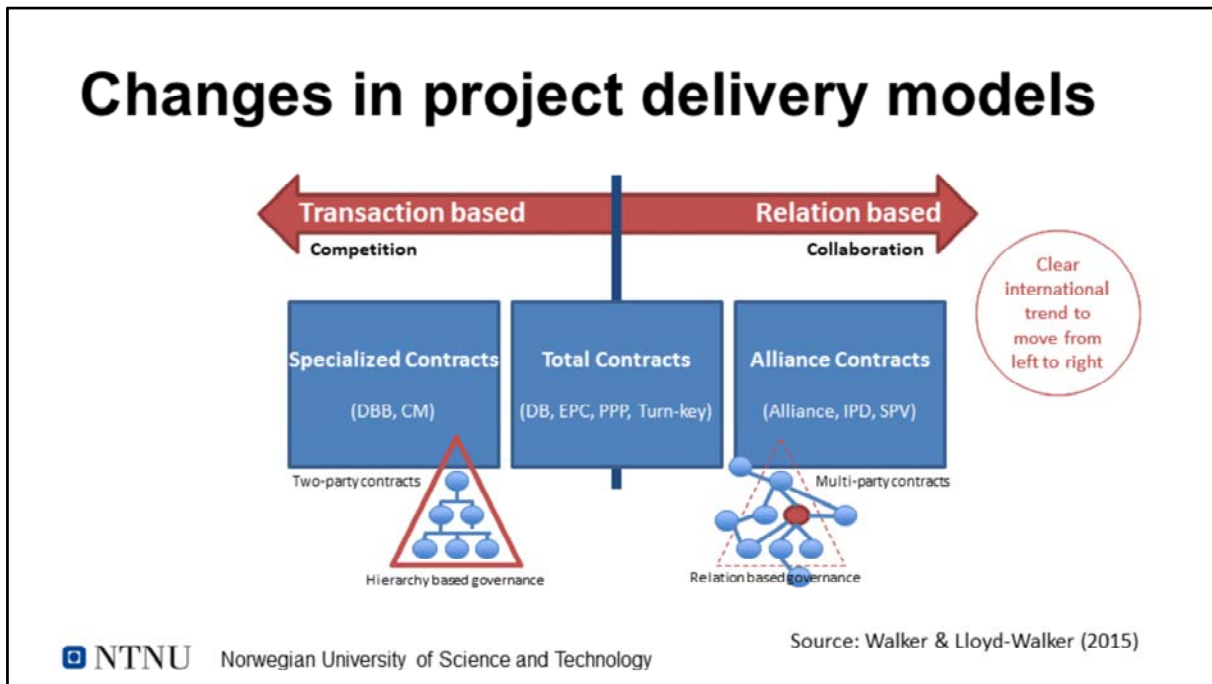 Changes in project delivery models
Transaction based
Relation based
Competition
Collaboration
Clear
international
trend to
move from
left to right
Specialized Contracts
(DBB, CM)
Total Contracts
(DB, EPC, PPP, Turn-key)
Alliance Contracts
(Alliance, IPD, SPV)
Two-party contracts
Multi-party contracts
Hierarchy based governance
Relation based governance
Source: Walker & Lloyd-Walker (2015)
NTNU
Norwegian University of Science and Technology